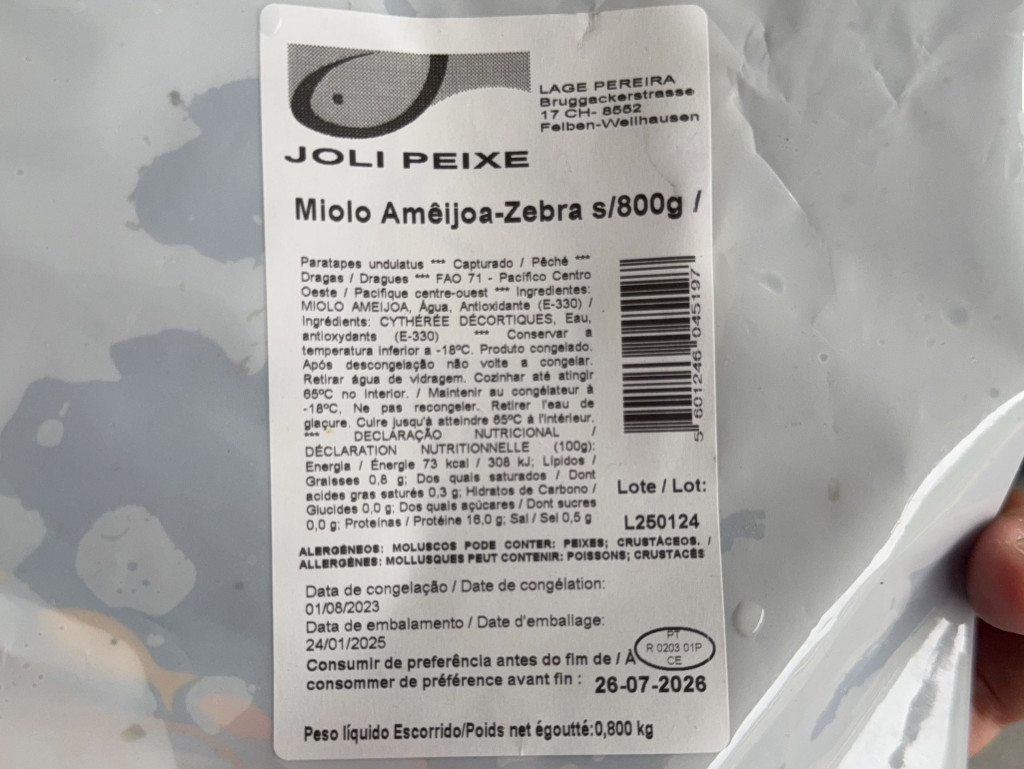 LAGE PEREIRA
Bruggackerstrasse
17 CH- 8552
Felben-Wellhausen
JOLI PEIXE
Miolo Amêijoa-Zebra s/800g /
Paratapes undulatus *** Capturado / Pêché ***
Dragas / Dragues *** FAO 71 - Pacífico Centro
Oeste / Pacifique centre-ouest *** Ingredientes:
MIOLO AMEIJOA, Água, Antioxidante (E-330) /
Ingrédients: CYTHÉRÉE DÉCORTIQUES, Eau,
antioxydants (E-330) *** Conservar a
temperatura inferior a -18ºC. Produto congelado.
Após descongelação não volte a congelar.
Retirar água de vidragem. Cozinhar até atingir
65ºC no interior. / Maintenir au congélateur à
-18ºC, Ne pas recongeler. Retirer l'eau de
glaçure. Cuire jusqu'à atteindre 65ºC à l'intérieur.
*** DECLARAÇÃO NUTRICIONAL /
DÉCLARATION NUTRITIONNELLE (100g):
Energia / Énergie 73 kcal / 308 kJ; Lípidos /
Graisses 0,8 g; Dos quais saturados / Dont
acides gras saturés 0,3 g; Hidratos de Carbono /
Glucides 0,0 g; Dos quais açúcares / Dont sucres
0,0 g; Proteínas / Protéine 16,0 g; Sal / Sel 0,5 g
5 601246 045197
Lote / Lot:
L250124
ALERGÉNEOS: MOLUSCOS PODE CONTER: PEIXES; CRUSTÁCEOS. /
ALLERGÈNES: MOLLUSQUES PEUT CONTENIR: POISSONS; CRUSTACÉS
Data de congelação / Date de congélation:
01/08/2023
Data de embalamento / Date d'emballage:
24/01/2025
PT
R 0203 01P
CE
Consumir de preferência antes do fim de / À
consommer de préférence avant fin : 26-07-2026
Peso líquido Escorrido/Poids net égoutté:0,800 kg